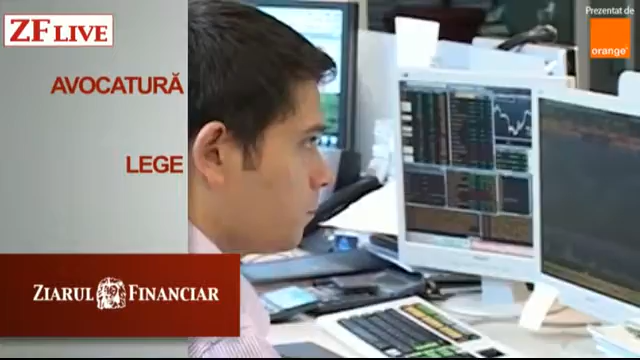 ZF LIVE
Prezentat de
orange
AVOCATURĂ
LEGE
ZIARUL FINANCIAR